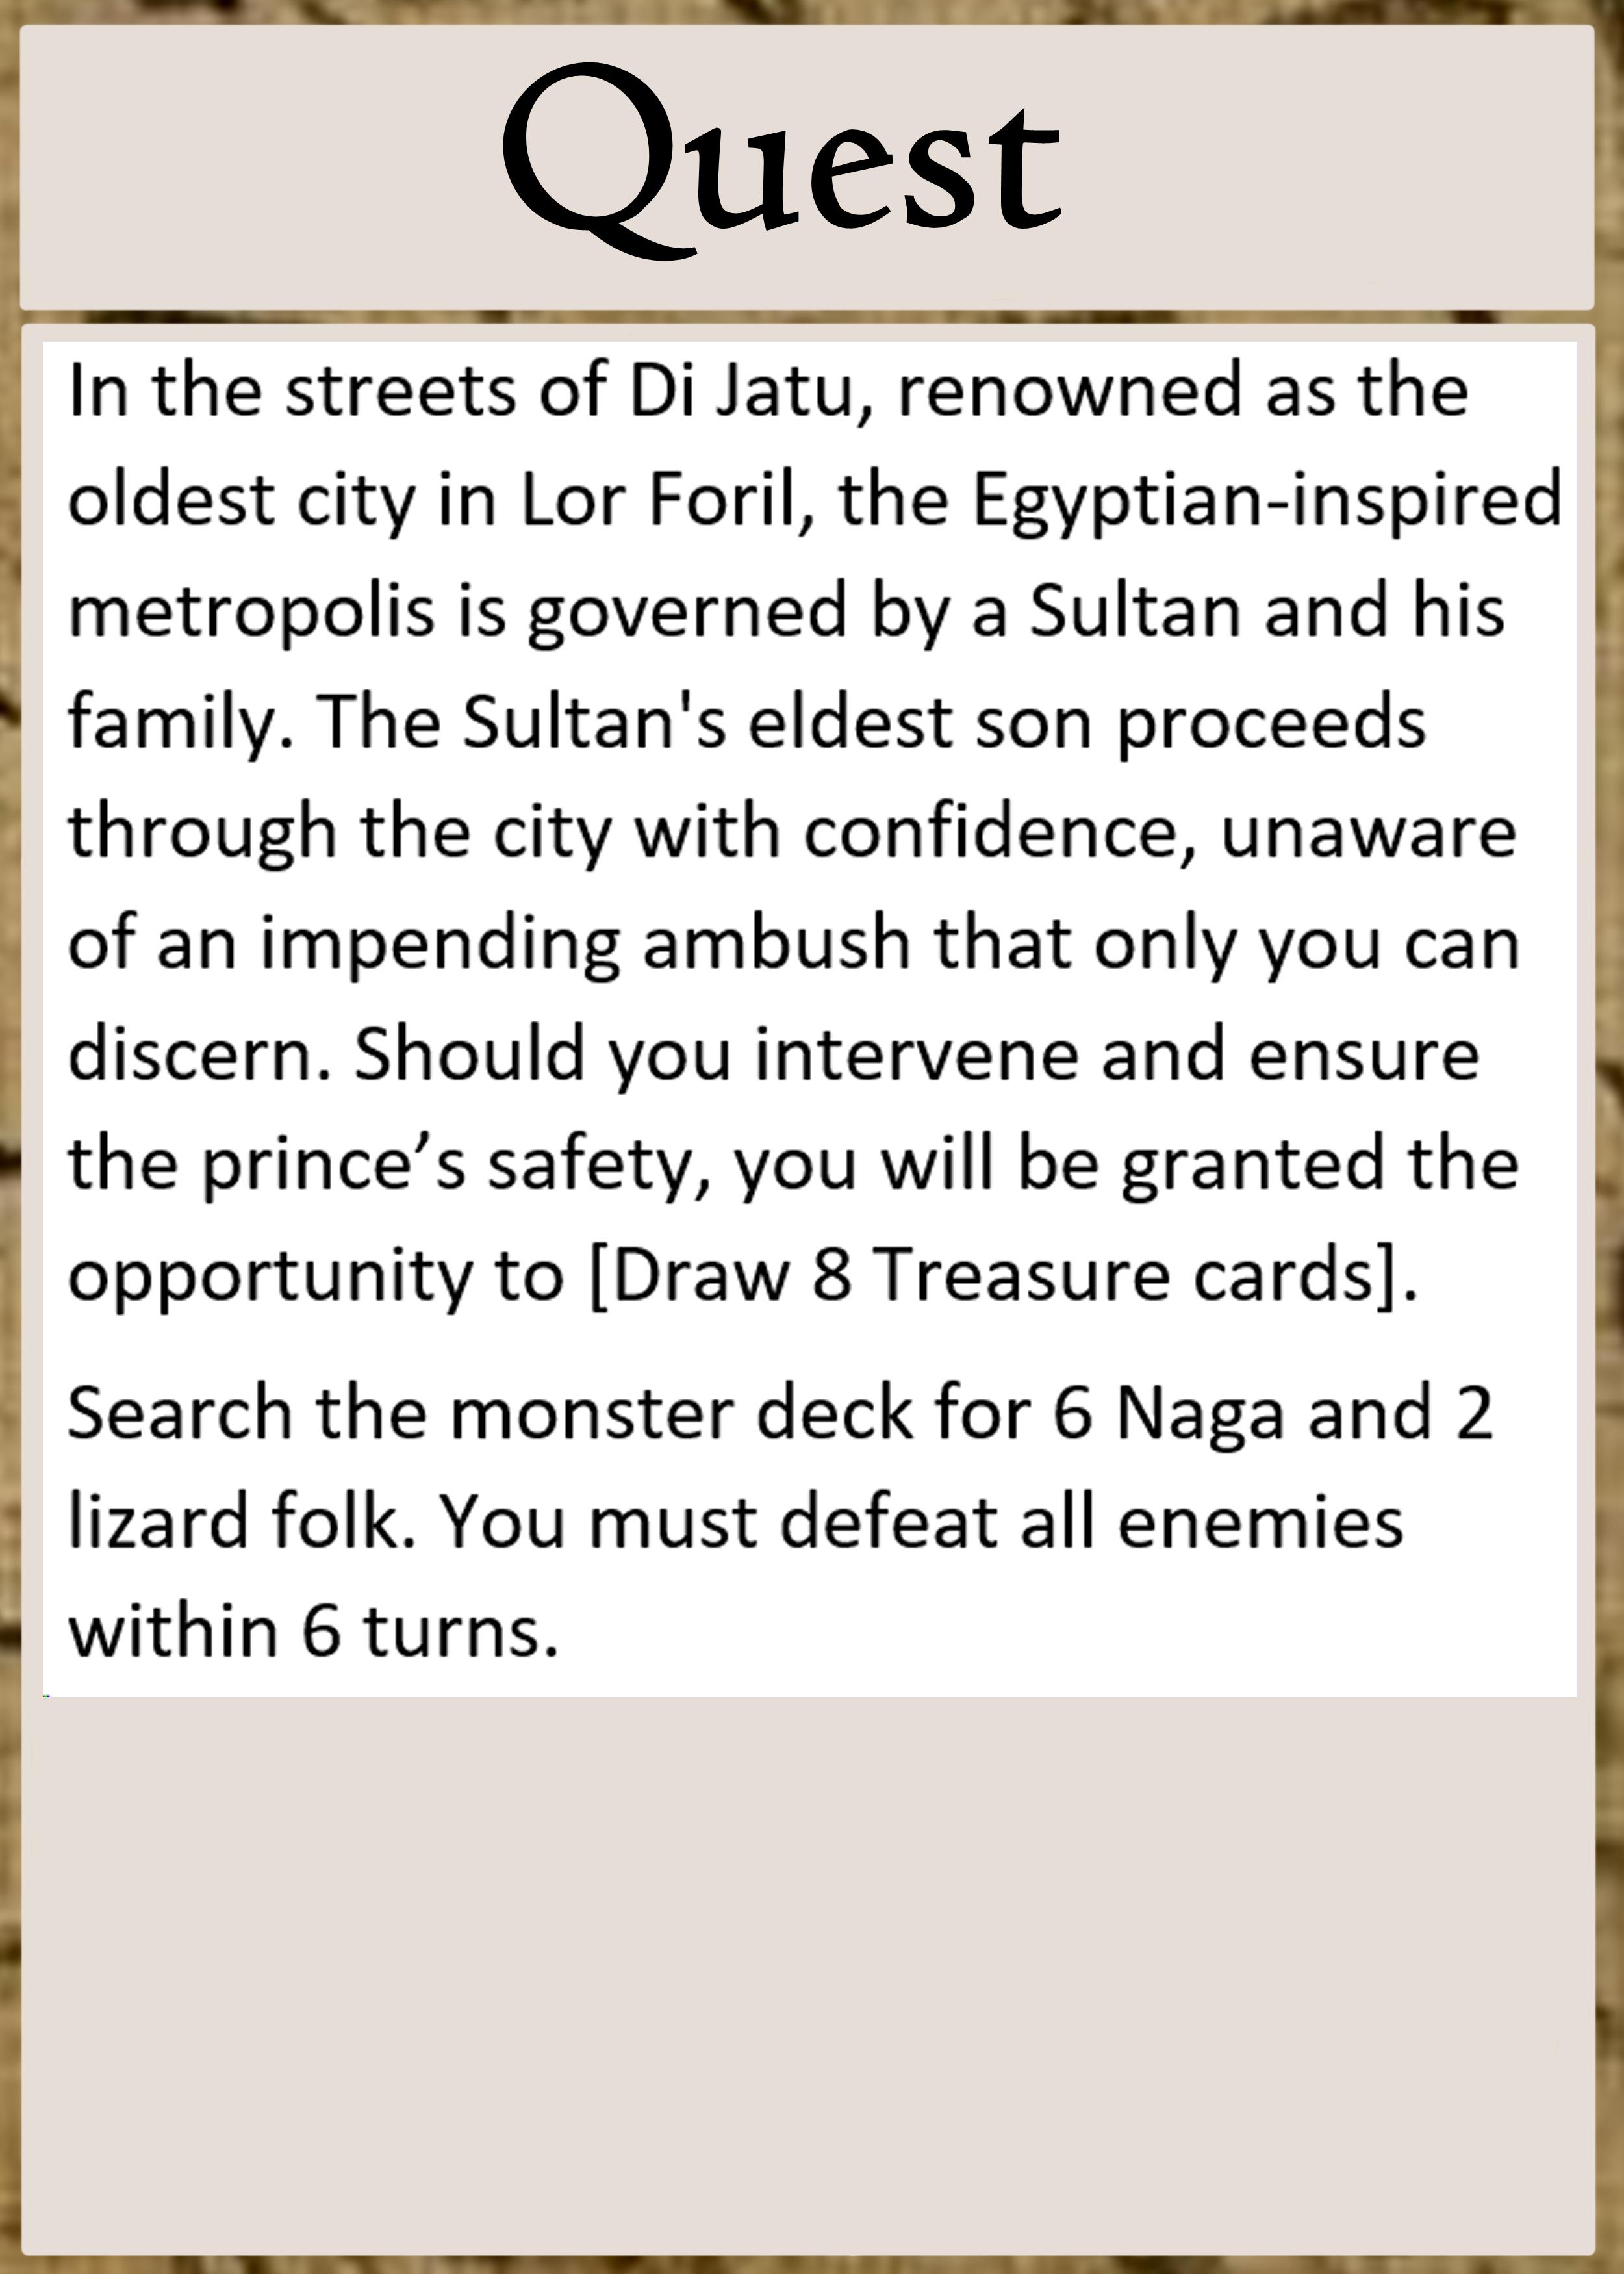 Quest
In the streets of Di Jatu, renowned as the
oldest city in Lor Foril, the Egyptian-inspired
metropolis is governed by a Sultan and his
family. The Sultan's eldest son proceeds
through the city with confidence, unaware
of an impending ambush that only you can
discern. Should you intervene and ensure
the prince’s safety, you will be granted the
opportunity to [Draw 8 Treasure cards].
Search the monster deck for 6 Naga and 2
lizard folk. You must defeat all enemies
within 6 turns.